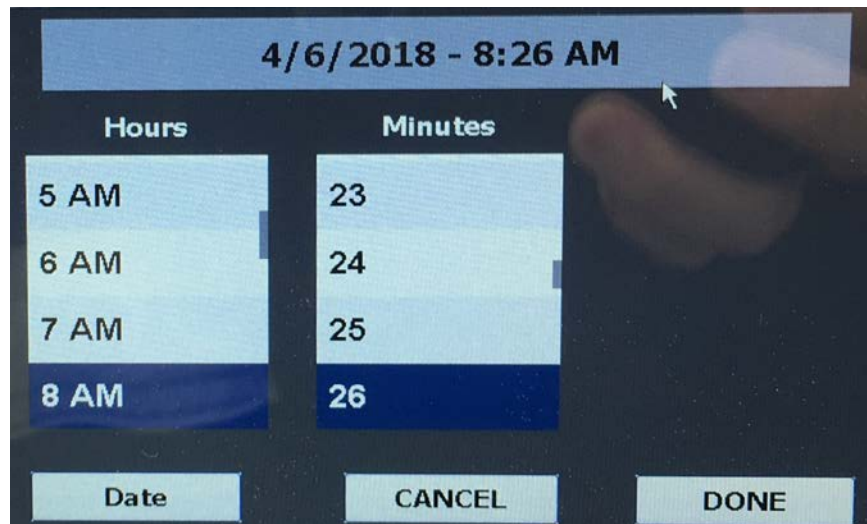 4/6/2018 - 8:26 AM
Hours Minutes
5 AM 23
6 AM 24
7 AM 25
8 AM 26
Date CANCEL DONE